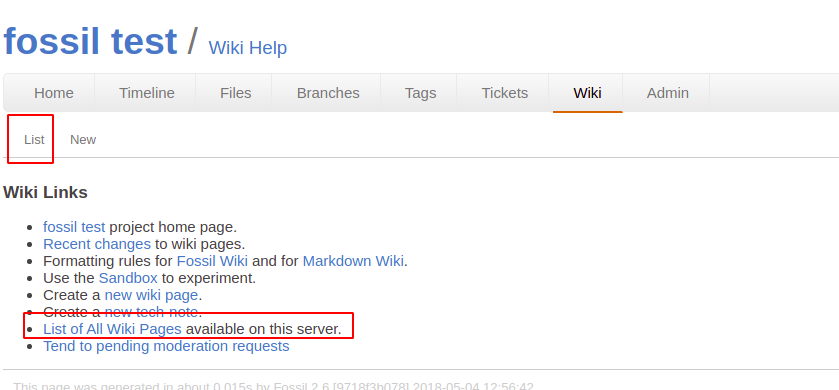 fossil test / Wiki Help
Home Timeline Files Branches Tags Tickets Wiki Admin
List New
Wiki Links
fossil test project home page.
Recent changes to wiki pages.
Formatting rules for Fossil Wiki and for Markdown Wiki.
Use the Sandbox to experiment.
Create a new wiki page.
Create a new tech-note.
List of All Wiki Pages available on this server.
Tend to pending moderation requests
This page was generated in about 0.015s by Fossil 2.6 [9718f3b078] 2018-05-04 12:56:42